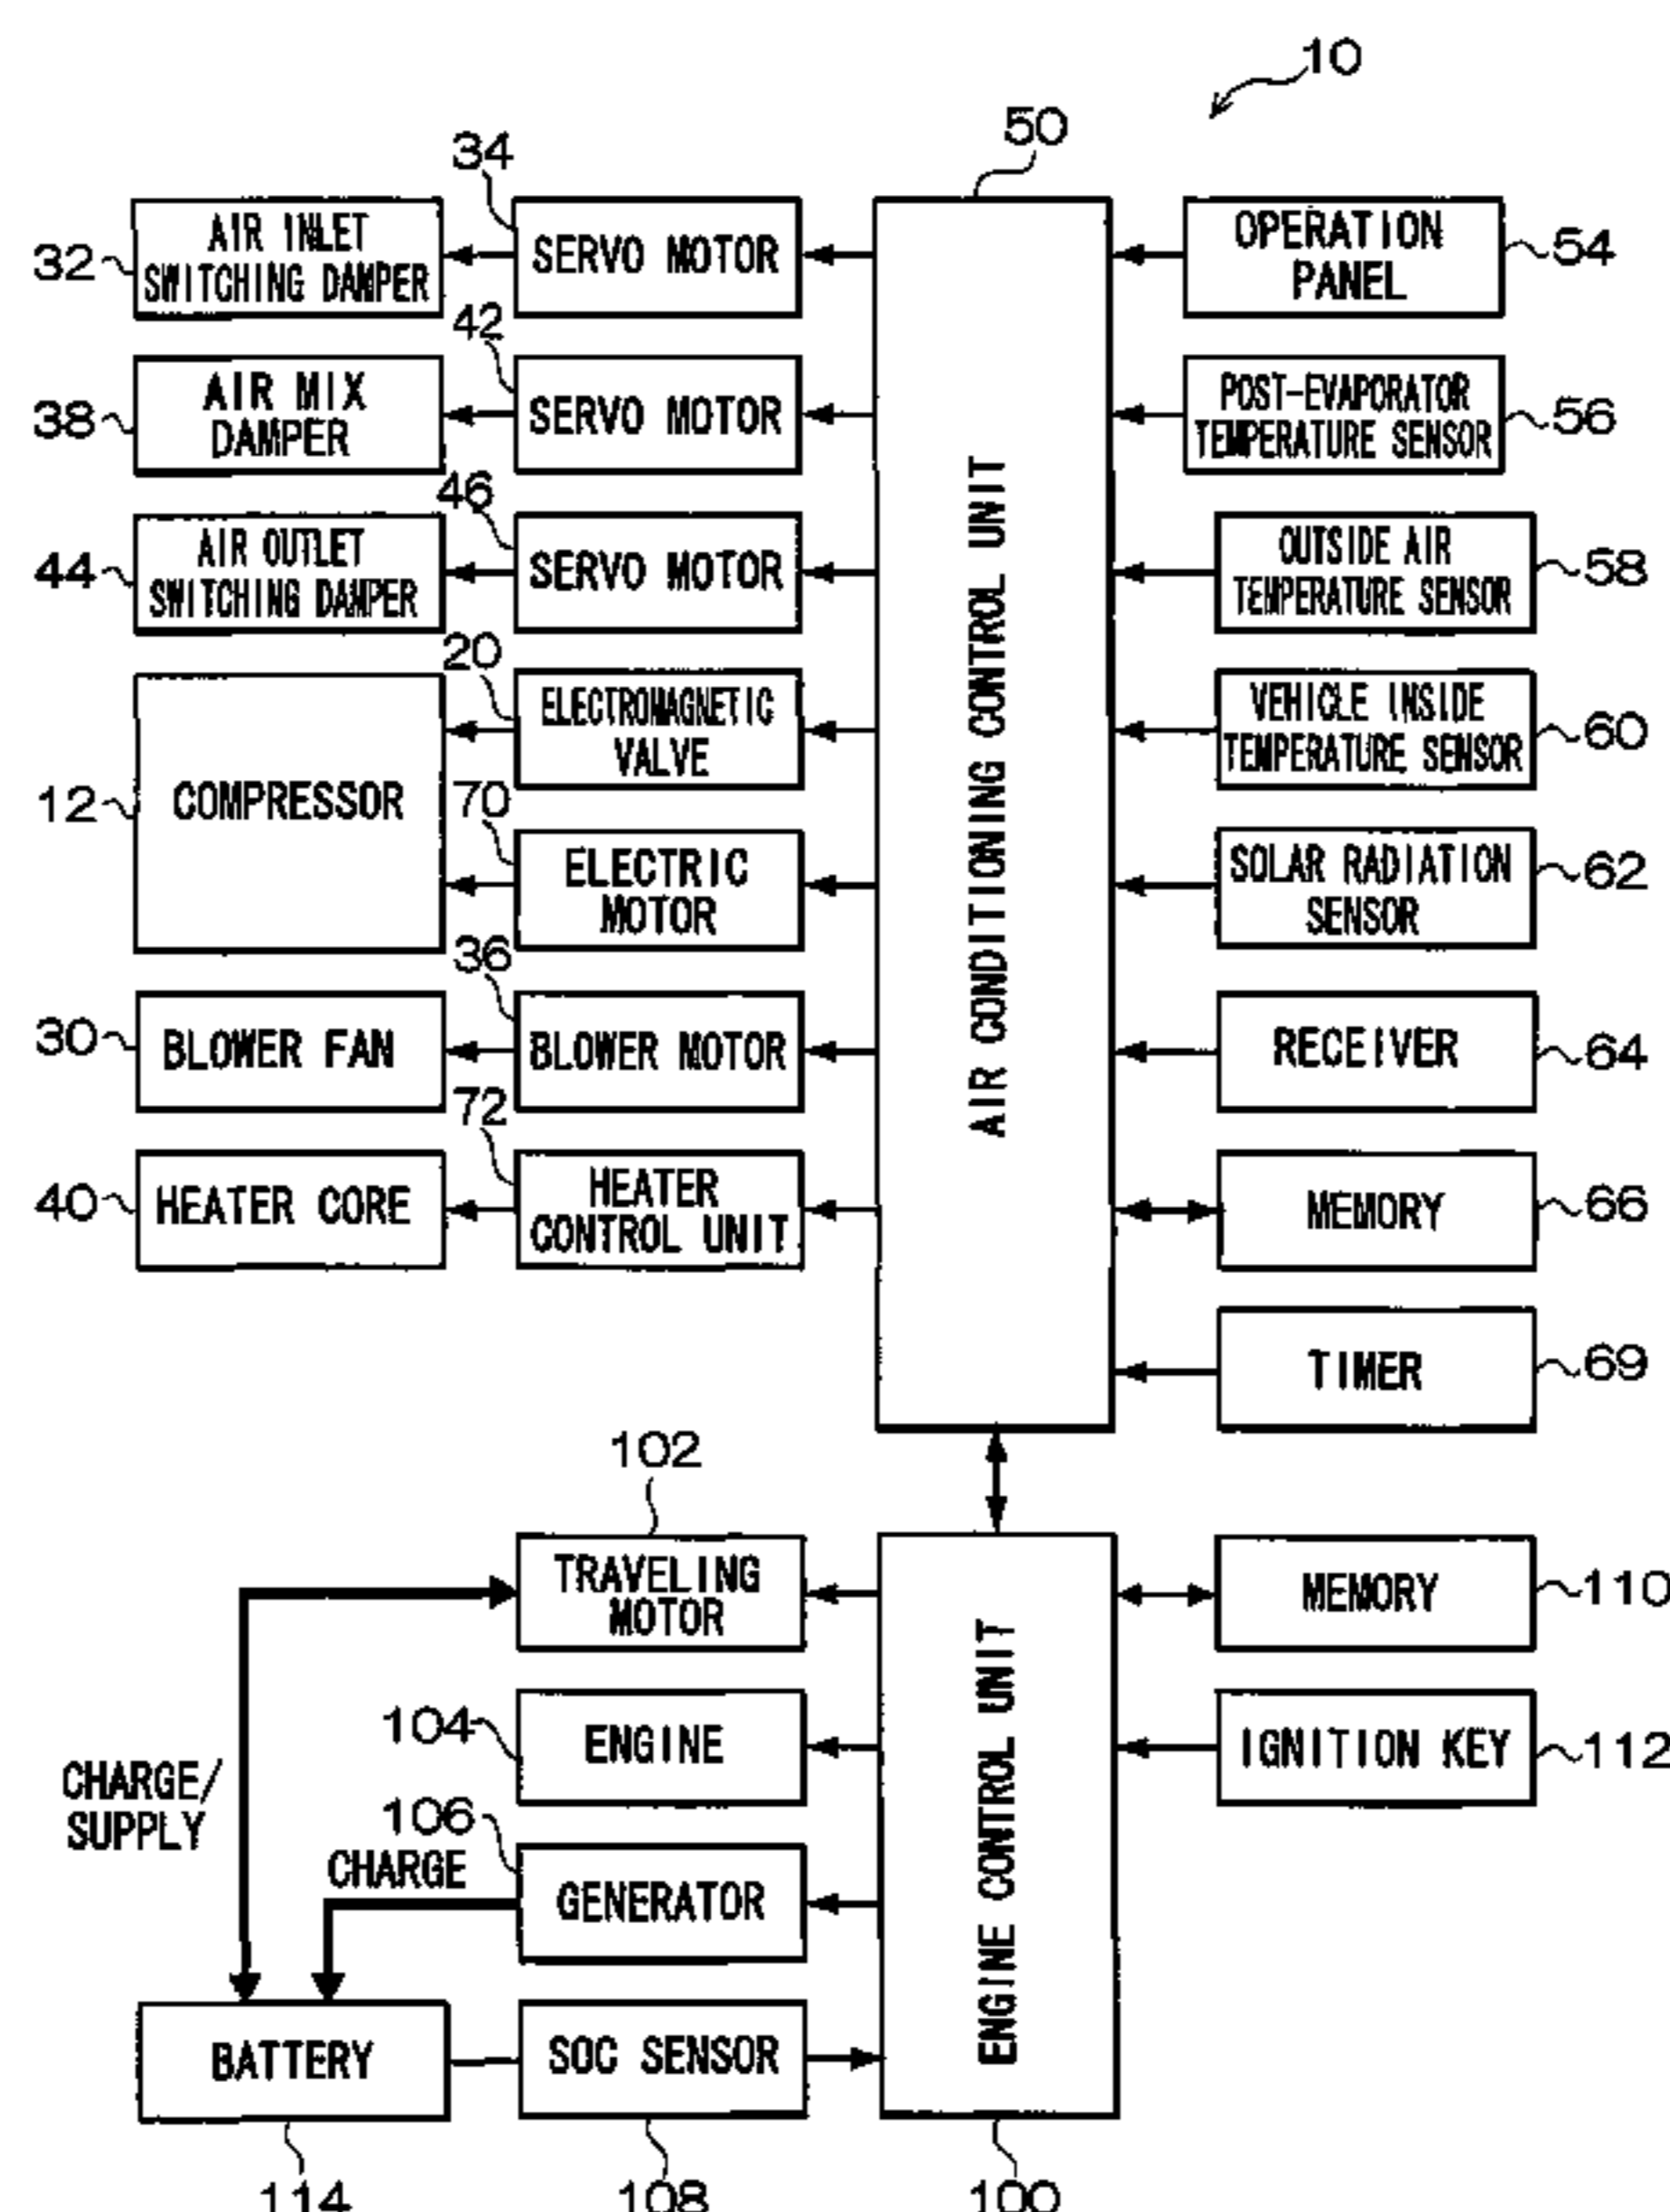 10
50
34
32
AIR INLET
SWITCHING DAMPER
SERVO MOTOR
OPERATION
PANEL
54
42
38
AIR MIX
DAMPER
SERVO MOTOR
POST-EVAPORATOR
TEMPERATURE SENSOR
56
46
44
AIR OUTLET
SWITCHING DAMPER
SERVO MOTOR
OUTSIDE AIR
TEMPERATURE SENSOR
58
20
12
COMPRESSOR
ELECTROMAGNETIC
VALVE
VEHICLE INSIDE
TEMPERATURE SENSOR
60
70
ELECTRIC
MOTOR
SOLAR RADIATION
SENSOR
62
AIR CONDITIONING CONTROL UNIT
36
30
BLOWER FAN
BLOWER MOTOR
RECEIVER
64
72
40
HEATER CORE
HEATER
CONTROL UNIT
MEMORY
66
TIMER
69
102
TRAVELING
MOTOR
MEMORY
110
104
ENGINE
IGNITION KEY
112
ENGINE CONTROL UNIT
CHARGE/
SUPPLY
106
CHARGE
GENERATOR
BATTERY
SOC SENSOR
114
108
100